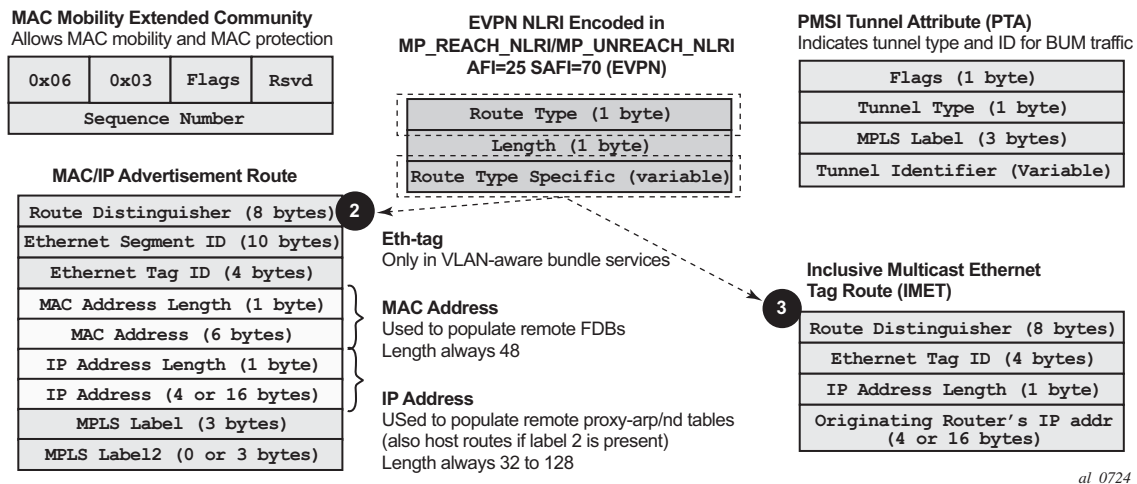 MAC Mobility Extended Community
Allows MAC mobility and MAC protection
0x06 0x03 Flags Rsvd
Sequence Number
EVPN NLRI Encoded in
MP_REACH_NLRI/MP_UNREACH_NLRI
AFI=25 SAFI=70 (EVPN)
Route Type (1 byte)
Length (1 byte)
Route Type Specific (variable)
PMSI Tunnel Attribute (PTA)
Indicates tunnel type and ID for BUM traffic
Flags (1 byte)
Tunnel Type (1 byte)
MPLS Label (3 bytes)
Tunnel Identifier (Variable)
MAC/IP Advertisement Route
2
Route Distinguisher (8 bytes)
Ethernet Segment ID (10 bytes)
Ethernet Tag ID (4 bytes)
MAC Address Length (1 byte)
MAC Address (6 bytes)
IP Address Length (1 byte)
IP Address (4 or 16 bytes)
MPLS Label (3 bytes)
MPLS Label2 (0 or 3 bytes)
Eth-tag
Only in VLAN-aware bundle services
MAC Address
Used to populate remote FDBs
Length always 48
IP Address
USed to populate remote proxy-arp/nd tables
(also host routes if label 2 is present)
Length always 32 to 128
Inclusive Multicast Ethernet
Tag Route (IMET)
3
Route Distinguisher (8 bytes)
Ethernet Tag ID (4 bytes)
IP Address Length (1 byte)
Originating Router's IP addr
(4 or 16 bytes)
al_0724